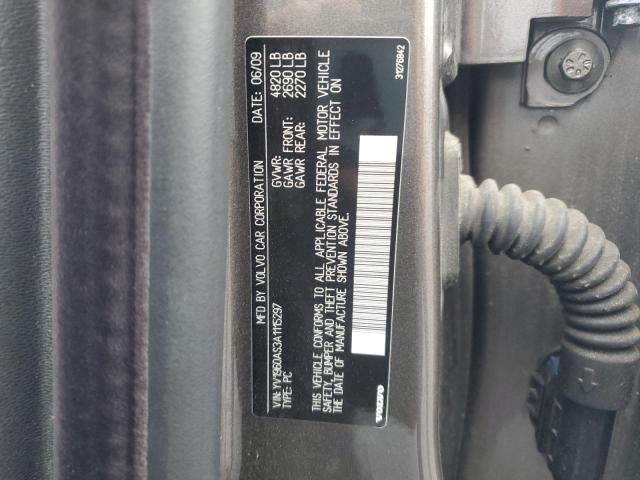 MFD BY VOLVO CAR CORPORATION DATE: 06/09
GVWR: 4820 LB
GAWR FRONT: 2690 LB
GAWR REAR: 2270 LB
VIN: YV1960AS3A1115297
TYPE: PC
THIS VEHICLE CONFORMS TO ALL APPLICABLE FEDERAL MOTOR VEHICLE
SAFETY, BUMPER AND THEFT PREVENTION STANDARDS IN EFFECT ON
THE DATE OF MANUFACTURE SHOWN ABOVE.
VOLVO
31276842